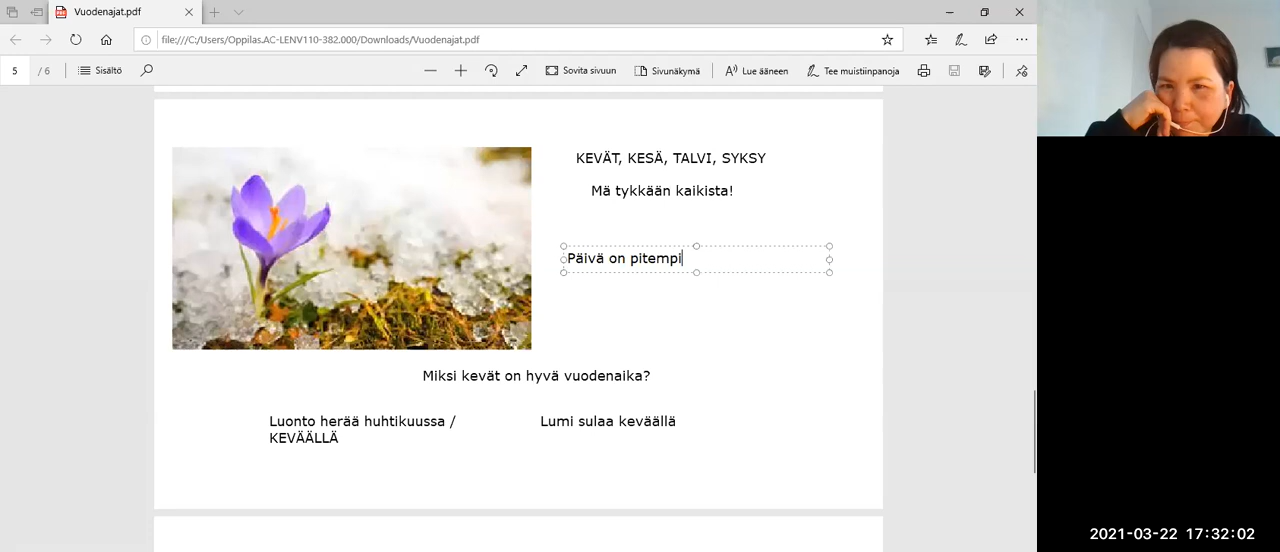 Vuodenajat.pdf
file:///C:/Users/Oppilas.AC-LENV110-382.000/Downloads/Vuodenajat.pdf
5 / 6 Sisältö Sovita sivuun Sivunäkymä Lue ääneen Tee muistiinpanoja
KEVÄT, KESÄ, TALVI, SYKSY
Mä tykkään kaikista!
Päivä on pitempi
Miksi kevät on hyvä vuodenaika?
Luonto herää huhtikuussa /
KEVÄÄLLÄ
Lumi sulaa keväällä
2021-03-22 17:32:02